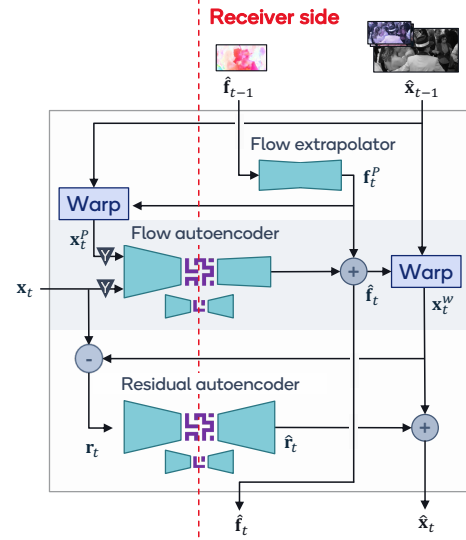 Receiver side
f̂ₜ₋₁
x̂ₜ₋₁
Flow extrapolator
fₜᴾ
Warp
xₜᴾ
Flow autoencoder
Y
Warp
xₜ
Y
+
f̂ₜ
xₜʷ
-
Residual autoencoder
rₜ
r̂ₜ
+
f̂ₜ
x̂ₜ